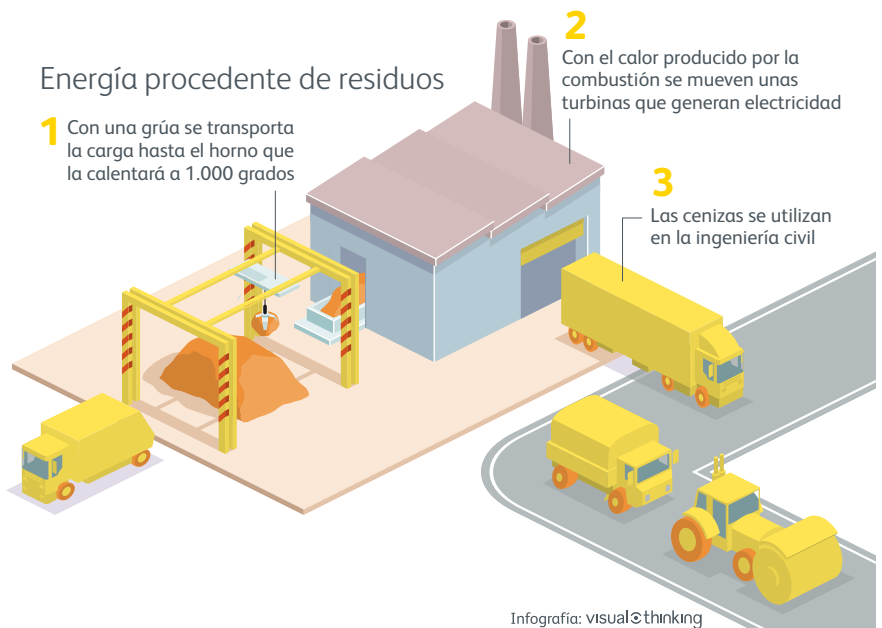 Energía procedente de residuos
1
Con una grúa se transporta
la carga hasta el horno que
la calentará a 1.000 grados
2
Con el calor producido por la
combustión se mueven unas
turbinas que generan electricidad
3
Las cenizas se utilizan
en la ingeniería civil
Infografía: visual thinking